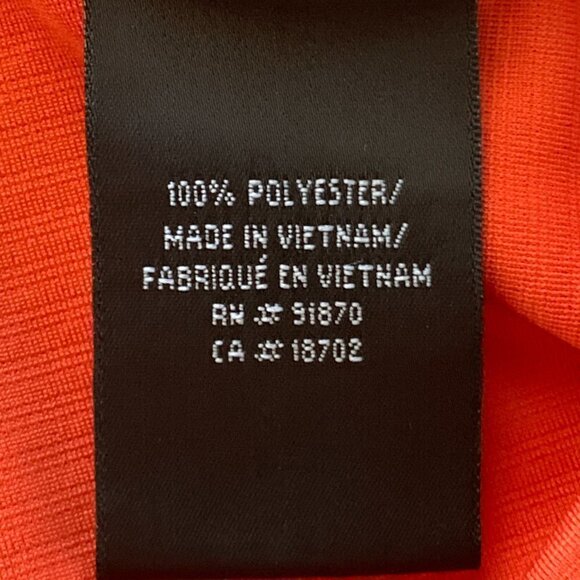 100% POLYESTER/
MADE IN VIETNAM/
FABRIQUÉ EN VIETNAM
RN # 91870
CA # 18702